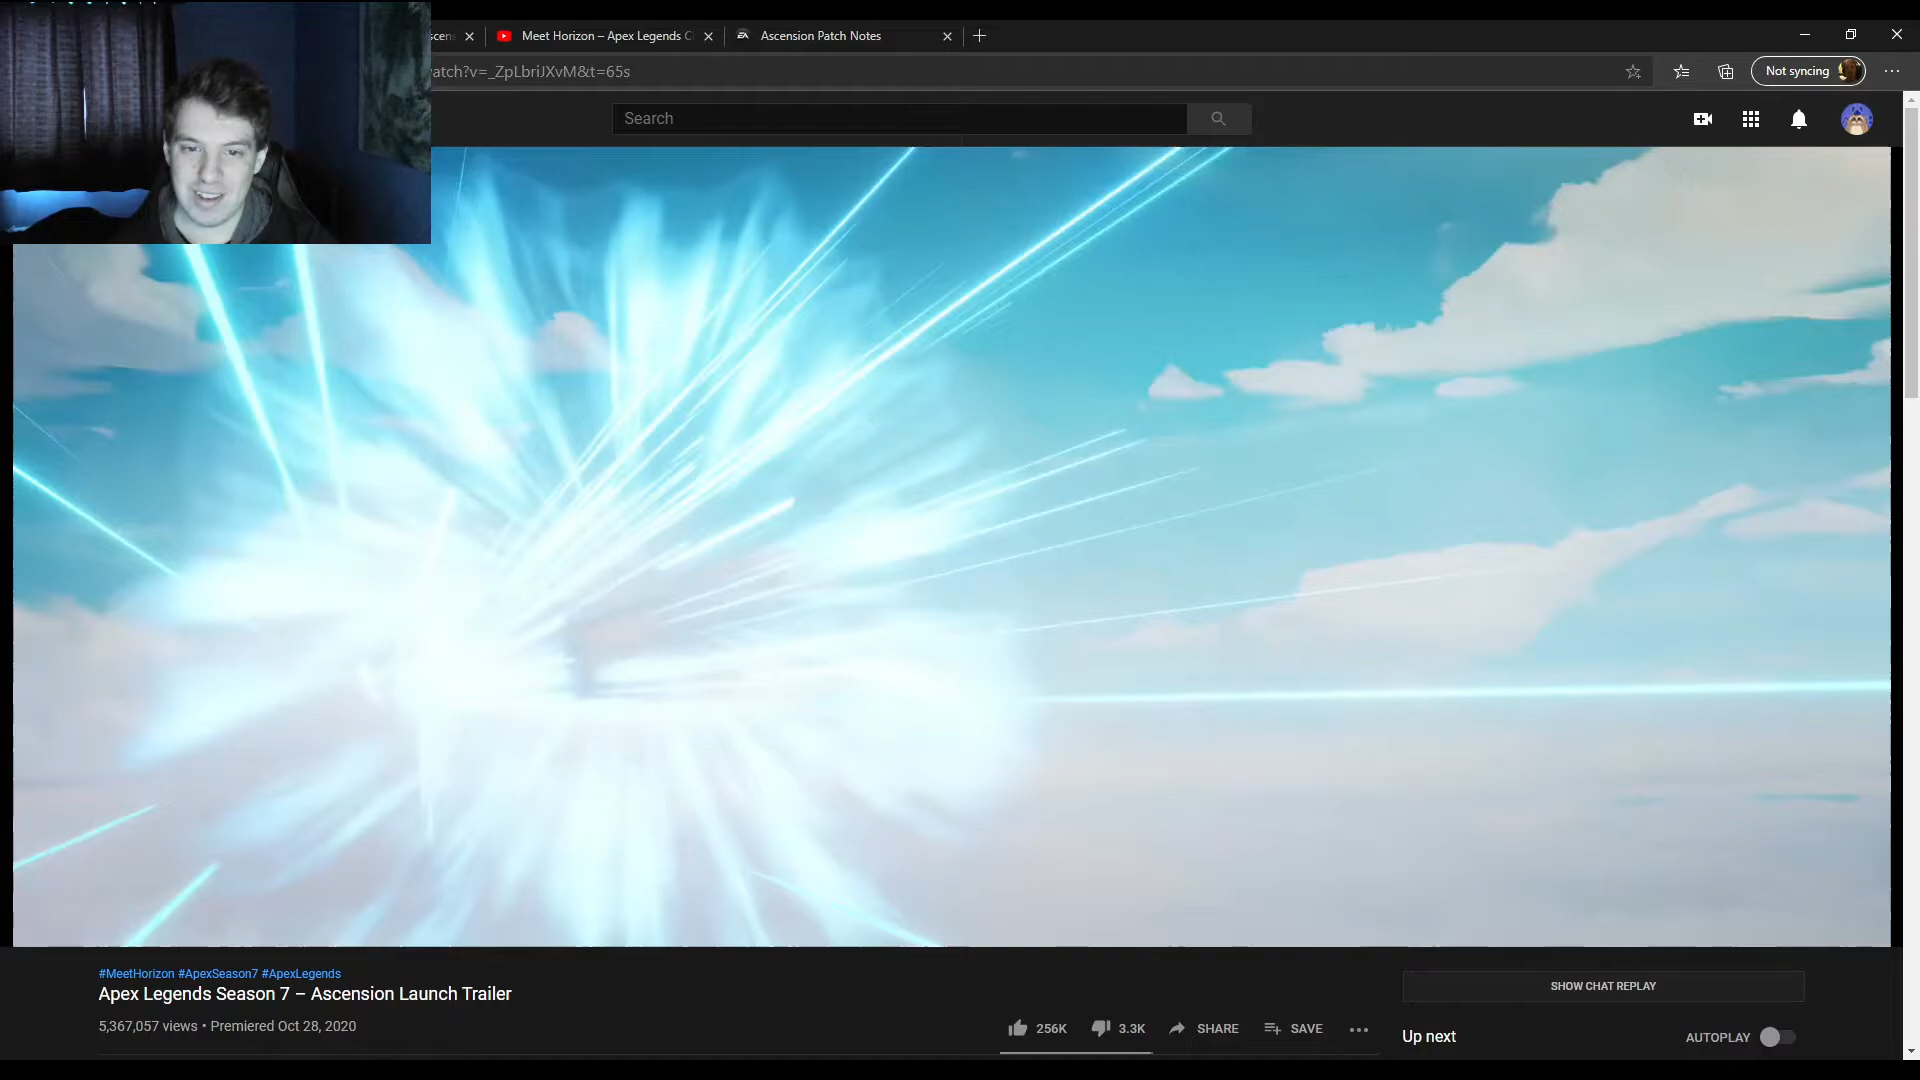 scens
Meet Horizon – Apex Legends C
Ascension Patch Notes
watch?v=_ZpLbriJXvM&t=65s
Not syncing
Search
#MeetHorizon #ApexSeason7 #ApexLegends
Apex Legends Season 7 – Ascension Launch Trailer
5,367,057 views • Premiered Oct 28, 2020
256K
3.3K
SHARE
SAVE
SHOW CHAT REPLAY
Up next
AUTOPLAY